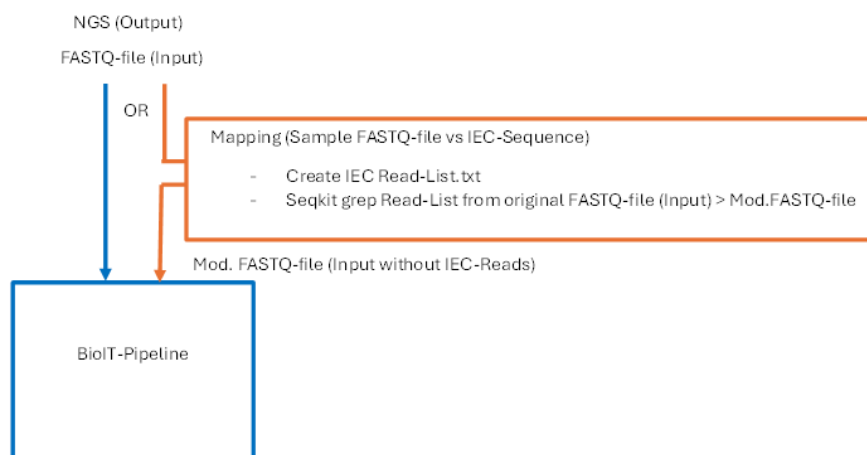 NGS (Output)
FASTQ-file (Input)
OR
Mapping (Sample FASTQ-file vs IEC-Sequence)
- Create IEC Read-List.txt
- Seqkit grep Read-List from original FASTQ-file (Input) > Mod.FASTQ-file
Mod. FASTQ-file (Input without IEC-Reads)
BioIT-Pipeline